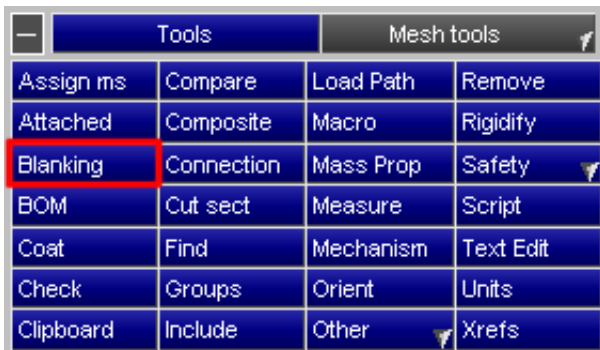 Tools Mesh tools
Assign ms Compare Load Path Remove
Attached Composite Macro Rigidify
Blanking Connection Mass Prop Safety
BOM Cut sect Measure Script
Coat Find Mechanism Text Edit
Check Groups Orient Units
Clipboard Include Other Xrefs